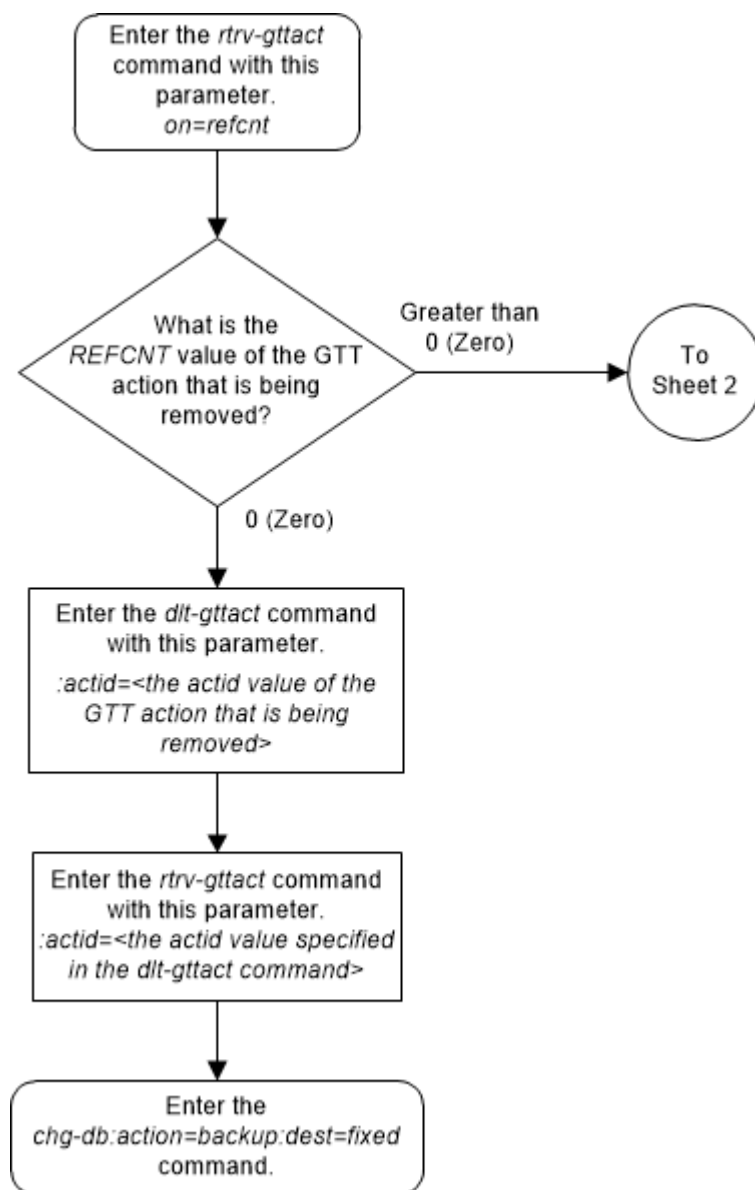 Enter the rtrv-gttact
command with this
parameter.
on=refcnt
What is the
REFCNT value of the GTT
action that is being
removed?
Greater than
0 (Zero)
To
Sheet 2
0 (Zero)
Enter the dlt-gttact command
with this parameter.
:actid=<the actid value of the
GTT action that is being
removed>
Enter the rtrv-gttact command
with this parameter.
:actid=<the actid value specified
in the dlt-gttact command>
Enter the
chg-db:action=backup:dest=fixed
command.